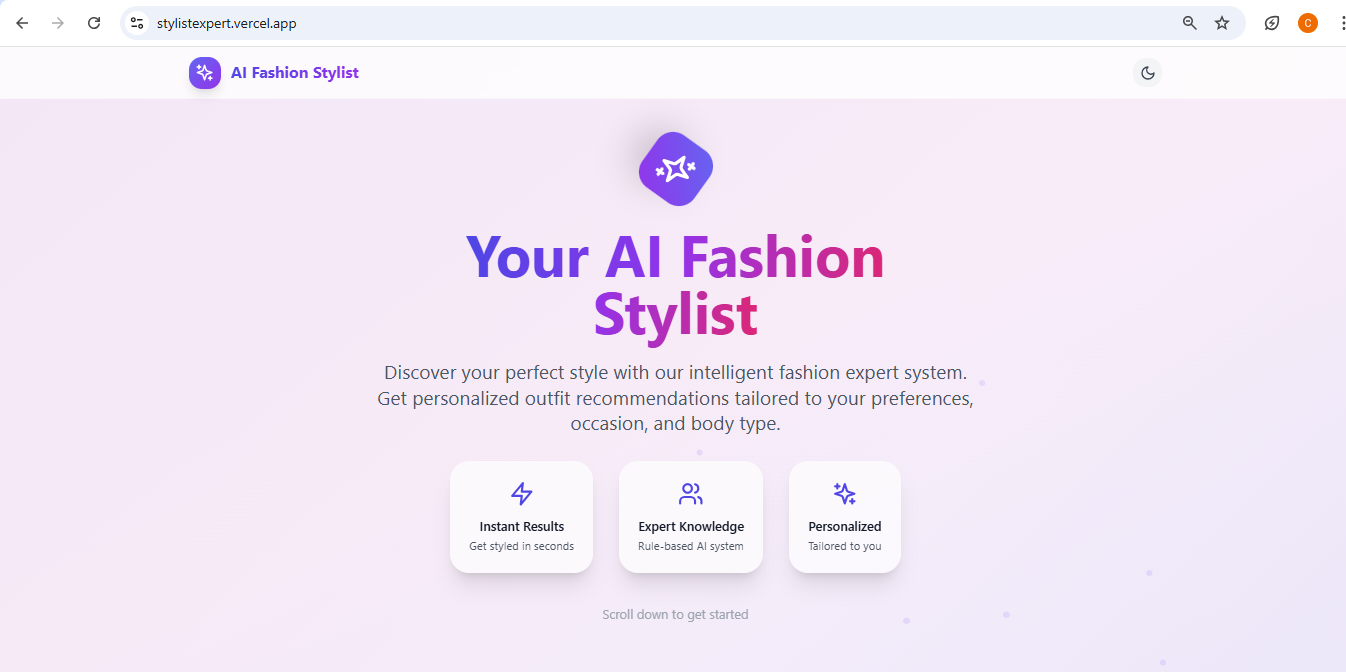 stylistexpert.vercel.app
C
AI Fashion Stylist
Your AI Fashion
Stylist
Discover your perfect style with our intelligent fashion expert system.
Get personalized outfit recommendations tailored to your preferences,
occasion, and body type.
Instant Results
Get styled in seconds
Expert Knowledge
Rule-based AI system
Personalized
Tailored to you
Scroll down to get started